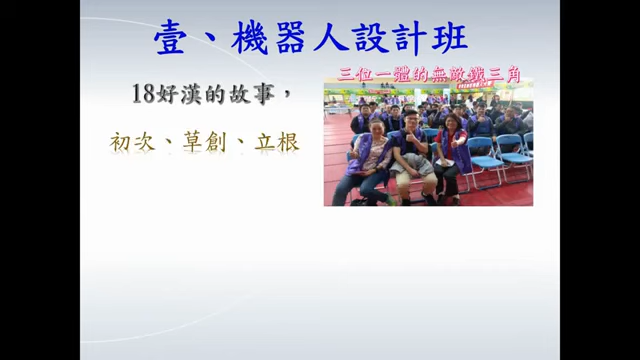 壹、機器人設計班
三位一體的無敵鐵三角
18好漢的故事，
初次、草創、立根